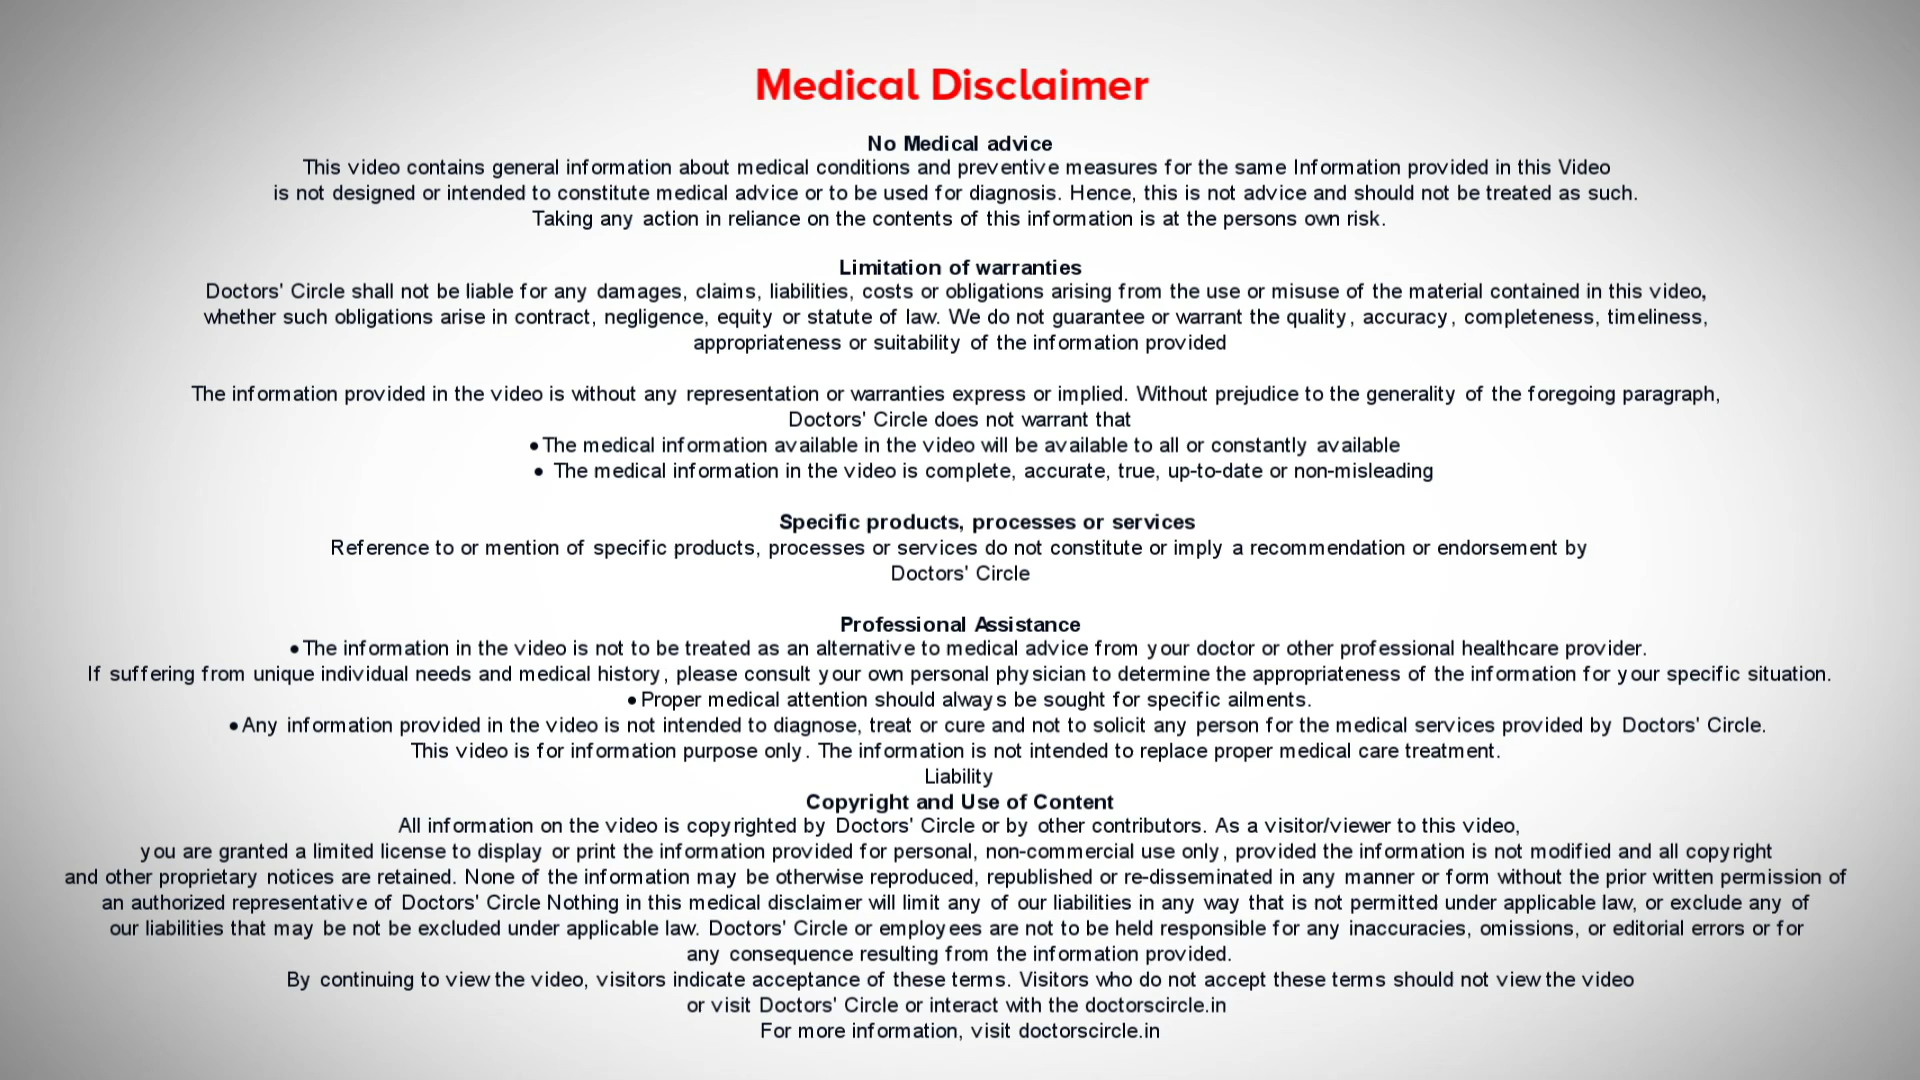 Medical Disclaimer
No Medical advice
This video contains general information about medical conditions and preventive measures for the same Information provided in this Video
is not designed or intended to constitute medical advice or to be used for diagnosis. Hence, this is not advice and should not be treated as such.
Taking any action in reliance on the contents of this information is at the persons own risk.
Limitation of warranties
Doctors' Circle shall not be liable for any damages, claims, liabilities, costs or obligations arising from the use or misuse of the material contained in this video,
whether such obligations arise in contract, negligence, equity or statute of law. We do not guarantee or warrant the quality, accuracy, completeness, timeliness,
appropriateness or suitability of the information provided
The information provided in the video is without any representation or warranties express or implied. Without prejudice to the generality of the foregoing paragraph,
Doctors' Circle does not warrant that
•The medical information available in the video will be available to all or constantly available
• The medical information in the video is complete, accurate, true, up-to-date or non-misleading
Specific products, processes or services
Reference to or mention of specific products, processes or services do not constitute or imply a recommendation or endorsement by
Doctors' Circle
Professional Assistance
•The information in the video is not to be treated as an alternative to medical advice from your doctor or other professional healthcare provider.
If suffering from unique individual needs and medical history, please consult your own personal physician to determine the appropriateness of the information for your specific situation.
•Proper medical attention should always be sought for specific ailments.
•Any information provided in the video is not intended to diagnose, treat or cure and not to solicit any person for the medical services provided by Doctors' Circle.
This video is for information purpose only. The information is not intended to replace proper medical care treatment.
Liability
Copyright and Use of Content
All information on the video is copyrighted by Doctors' Circle or by other contributors. As a visitor/viewer to this video,
you are granted a limited license to display or print the information provided for personal, non-commercial use only, provided the information is not modified and all copyright
and other proprietary notices are retained. None of the information may be otherwise reproduced, republished or re-disseminated in any manner or form without the prior written permission of
an authorized representative of Doctors' Circle Nothing in this medical disclaimer will limit any of our liabilities in any way that is not permitted under applicable law, or exclude any of
our liabilities that may be not be excluded under applicable law. Doctors' Circle or employees are not to be held responsible for any inaccuracies, omissions, or editorial errors or for
any consequence resulting from the information provided.
By continuing to view the video, visitors indicate acceptance of these terms. Visitors who do not accept these terms should not view the video
or visit Doctors' Circle or interact with the doctorscircle.in
For more information, visit doctorscircle.in